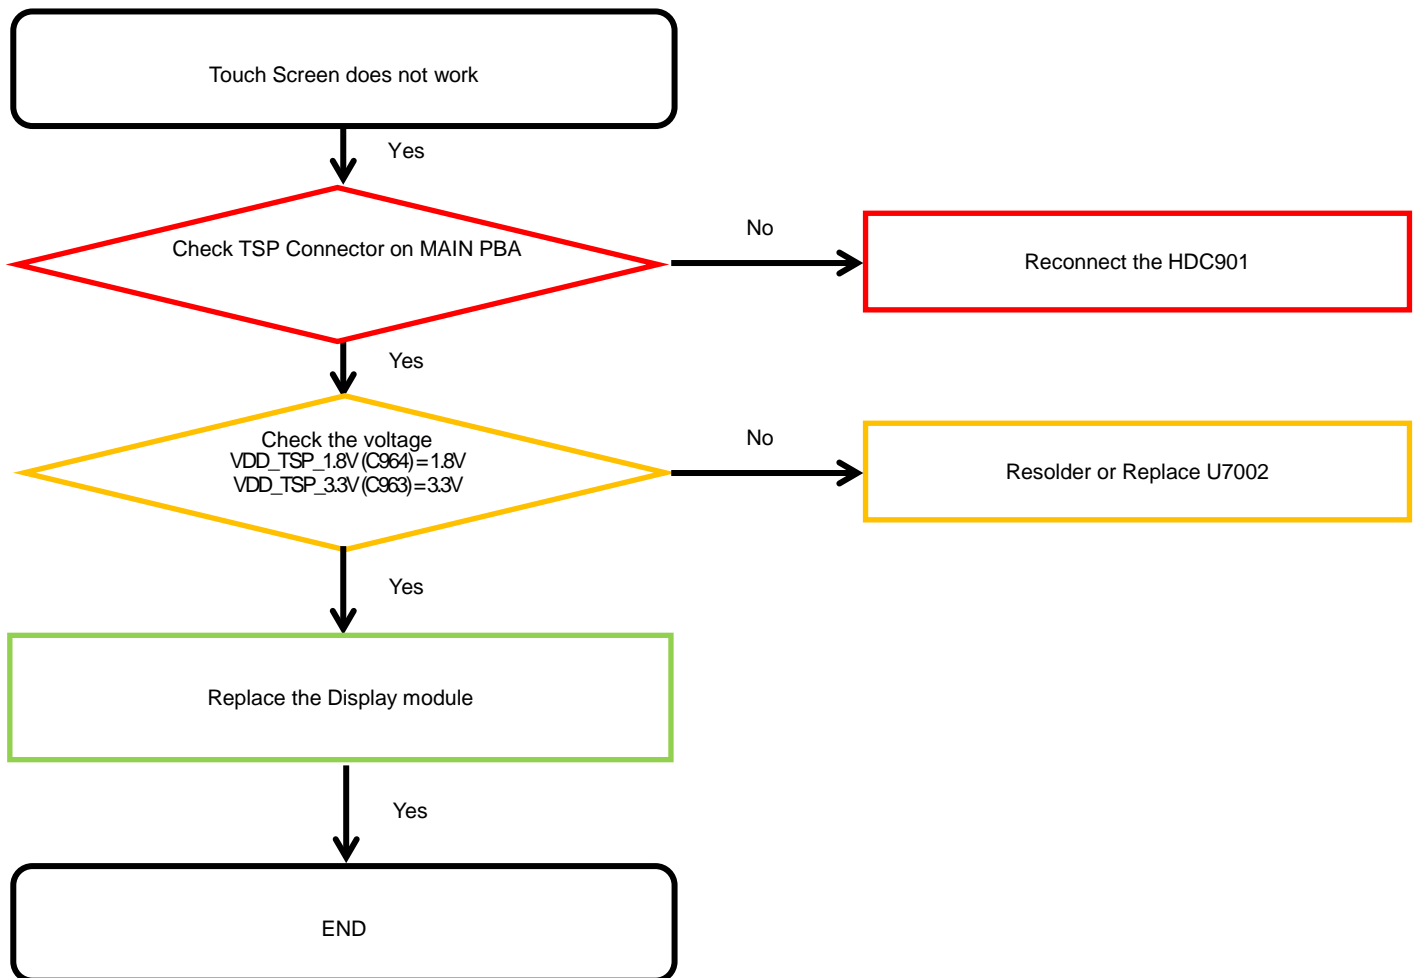 Touch Screen does not work
Yes
Check TSP Connector on MAIN PBA
No
Reconnect the HDC901
Yes
Check the voltage
VDD_TSP_1.8V (C964) = 1.8V
VDD_TSP_3.3V (C963) = 3.3V
No
Resolder or Replace U7002
Yes
Replace the Display module
Yes
END